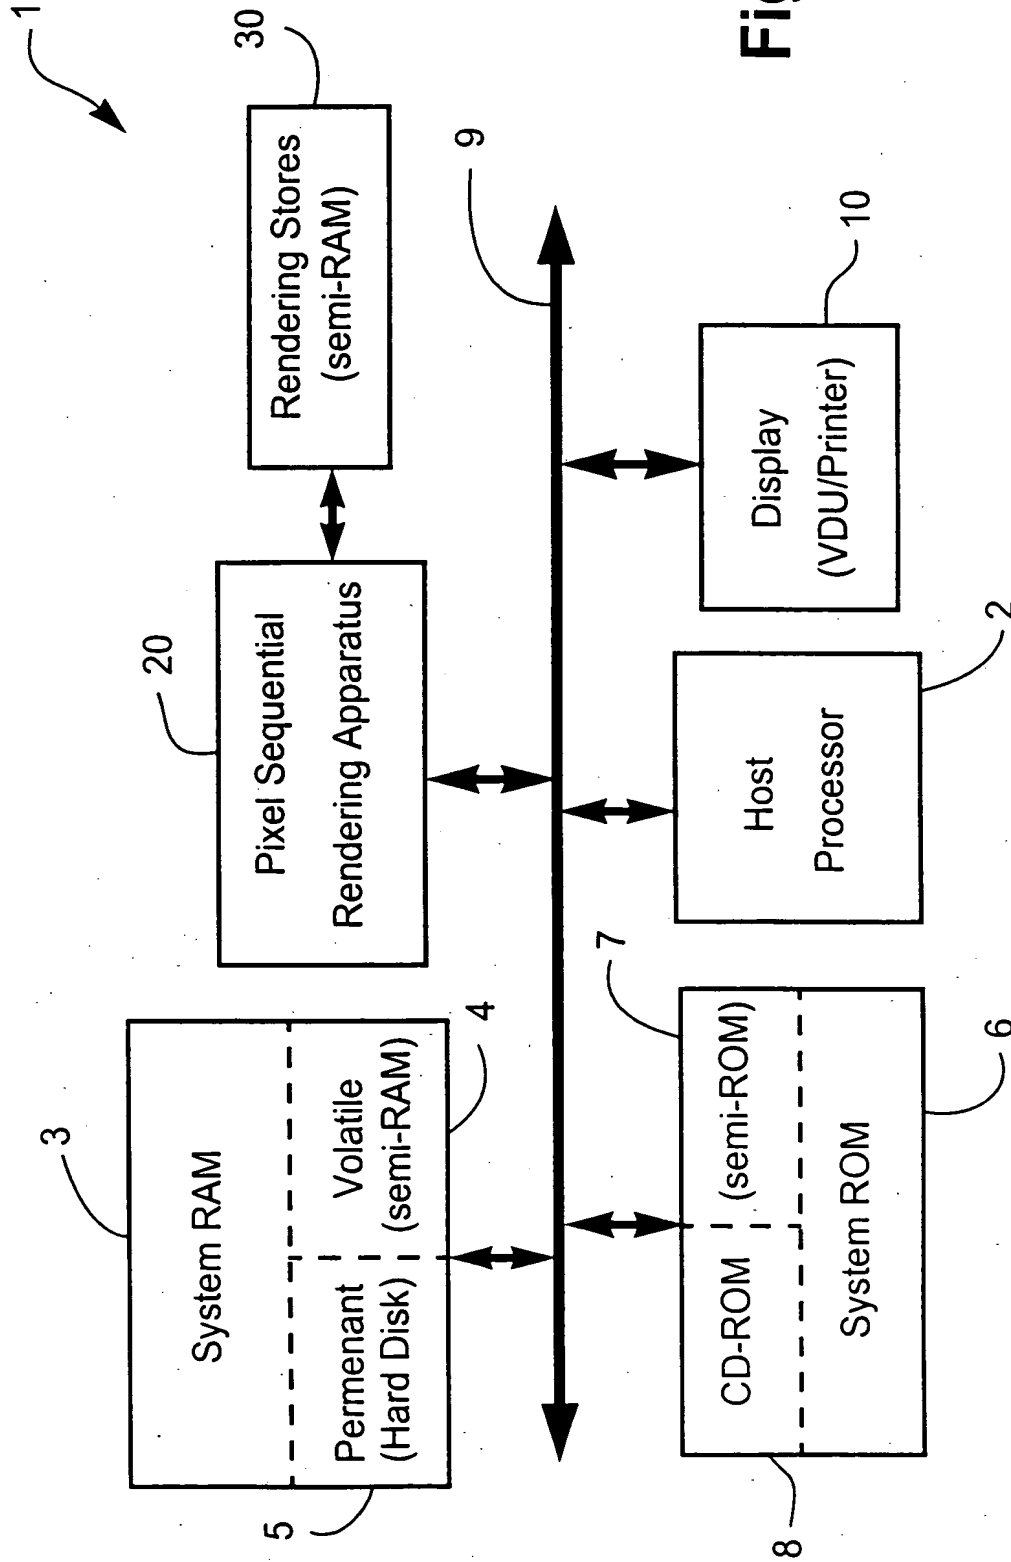 1
3
System RAM
Permenant
(Hard Disk)
Volatile
(semi-RAM)
5
4
20
Pixel Sequential
Rendering Apparatus
30
Rendering Stores
(semi-RAM)
9
7
CD-ROM
(semi-ROM)
System ROM
8
6
Host
Processor
2
Display
(VDU/Printer)
10
Fig